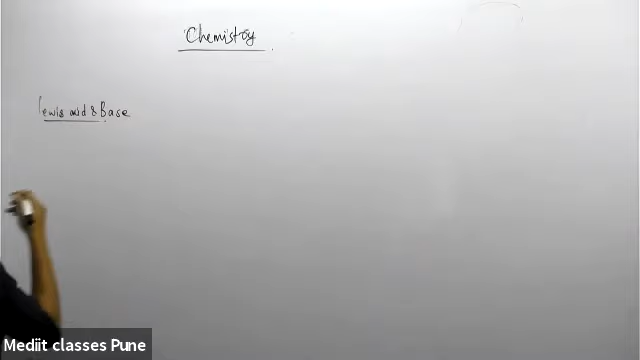 Chemistry
Lewis acid & Base
Mediit classes Pune